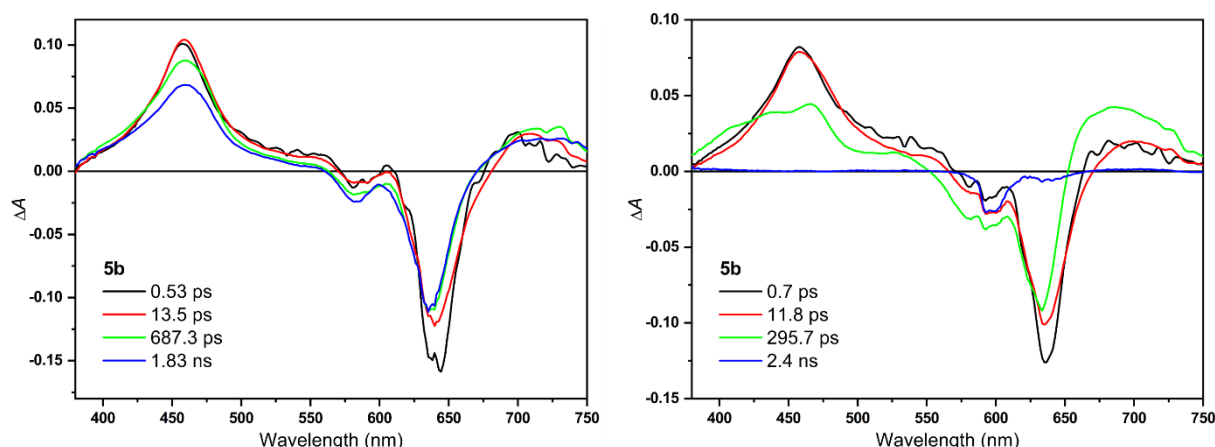 0.10
0.05
0.00
-0.05
-0.10
-0.15
ΔA
5b
0.53 ps
13.5 ps
687.3 ps
1.83 ns
400 450 500 550 600 650 700 750
Wavelength (nm)
0.10
0.05
0.00
-0.05
-0.10
-0.15
ΔA
5b
0.7 ps
11.8 ps
295.7 ps
2.4 ns
400 450 500 550 600 650 700 750
Wavelength (nm)